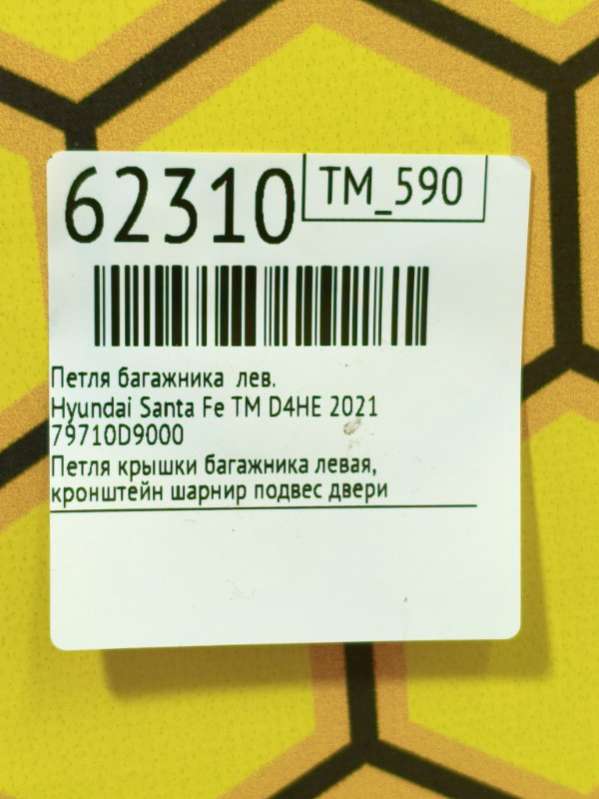 62310
TM_590
Петля багажника лев.
Hyundai Santa Fe TM D4HE 2021
79710D9000
Петля крышки багажника левая,
кронштейн шарнир подвес двери